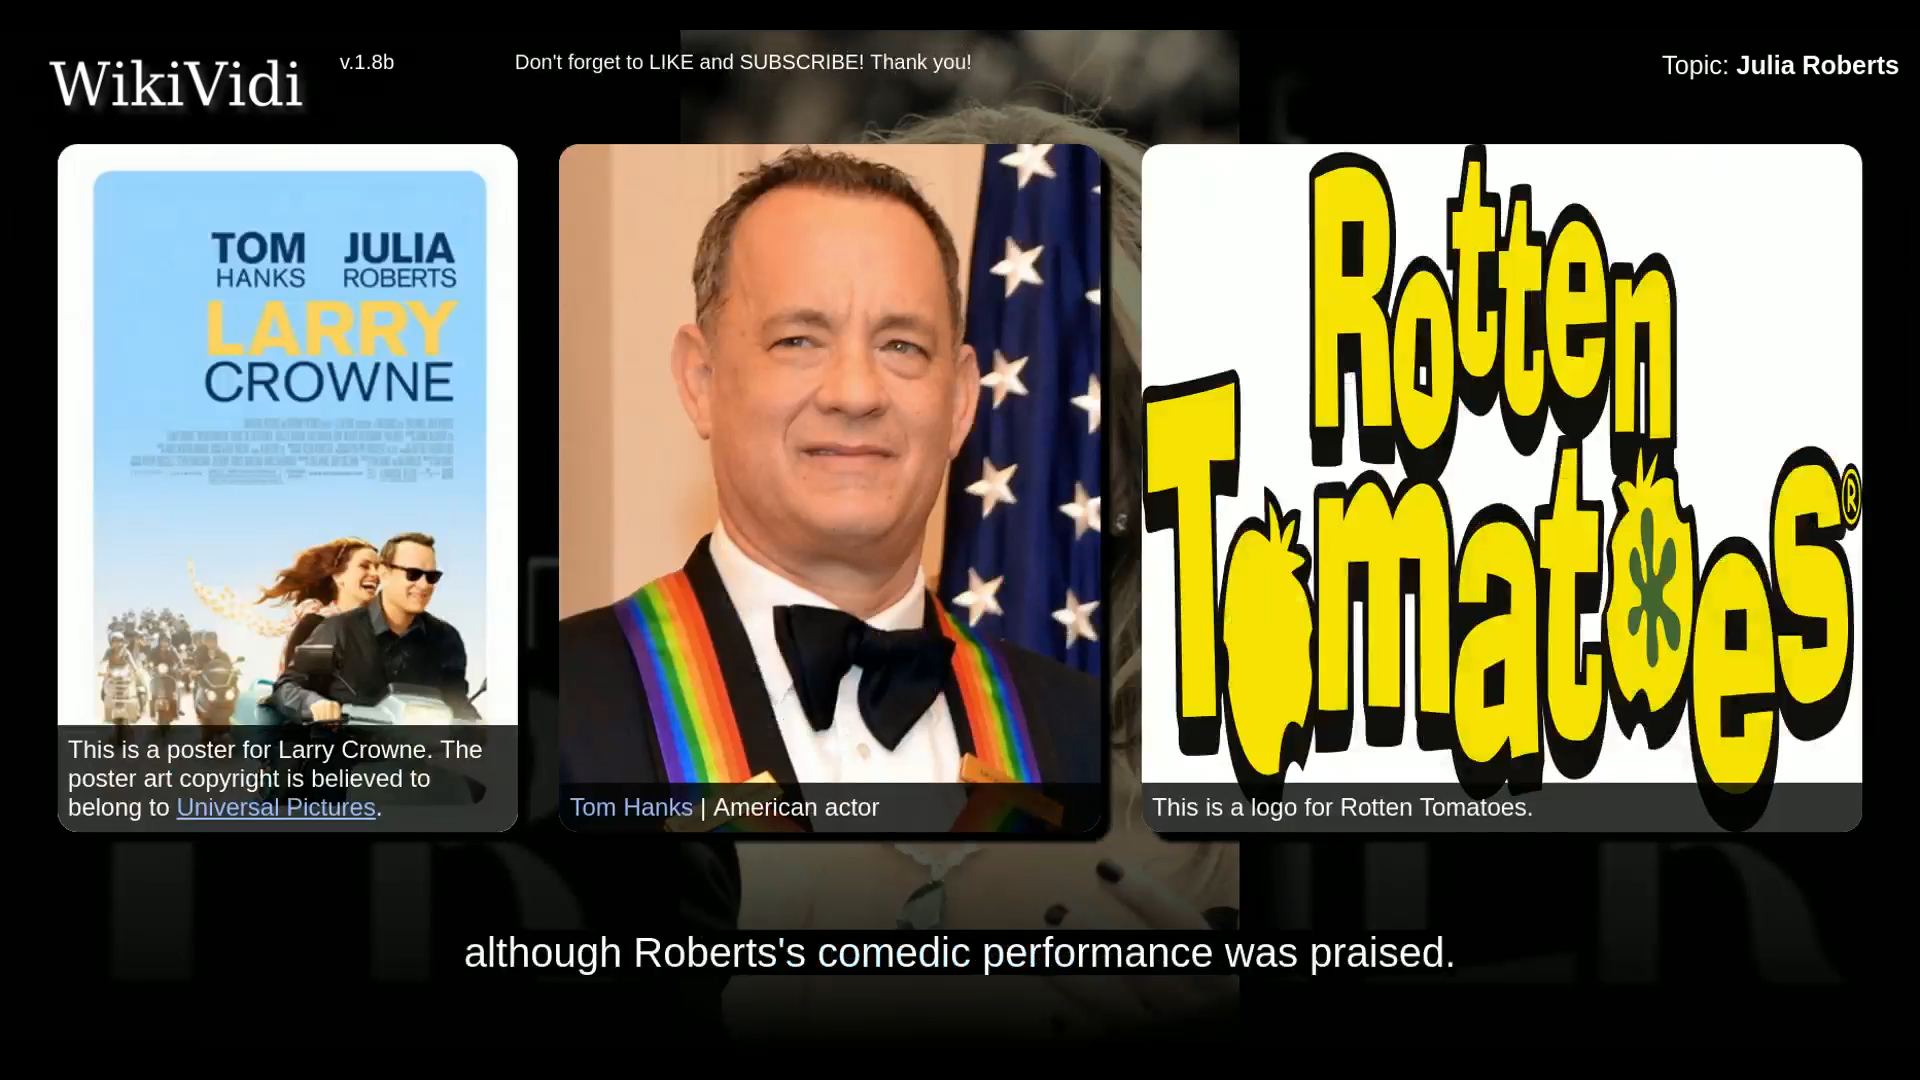 WikiVidi
v.1.8b
Don't forget to LIKE and SUBSCRIBE! Thank you!
Topic: Julia Roberts
TOM JULIA
HANKS ROBERTS
LARRY
CROWNE
This is a poster for Larry Crowne. The
poster art copyright is believed to
belong to Universal Pictures.
Tom Hanks | American actor
Rotten
Tomatoes®
This is a logo for Rotten Tomatoes.
although Roberts's comedic performance was praised.